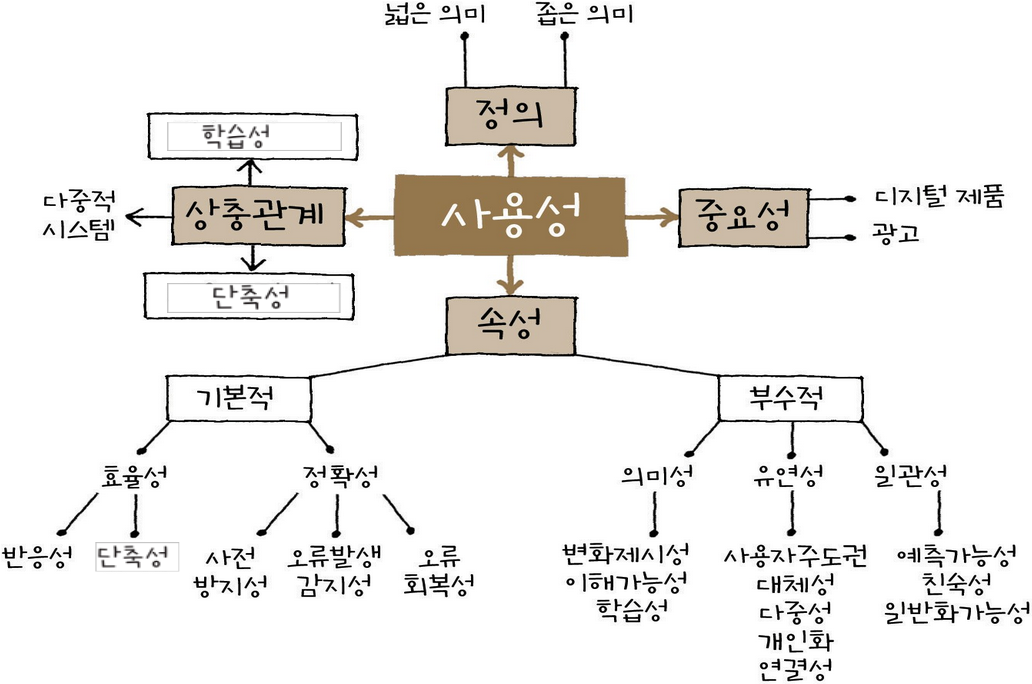 넓은 의미
좁은 의미
정의
학습성
다중적
시스템
상충관계
사용성
중요성
디지털 제품
광고
단축성
속성
기본적
부수적
효율성
정확성
의미성
유연성
일관성
반응성
단축성
사전
방지성
오류발생
감지성
오류
회복성
변화제시성
이해가능성
학습성
사용자주도권
대체성
다중성
개인화
연결성
예측가능성
친숙성
일반화가능성